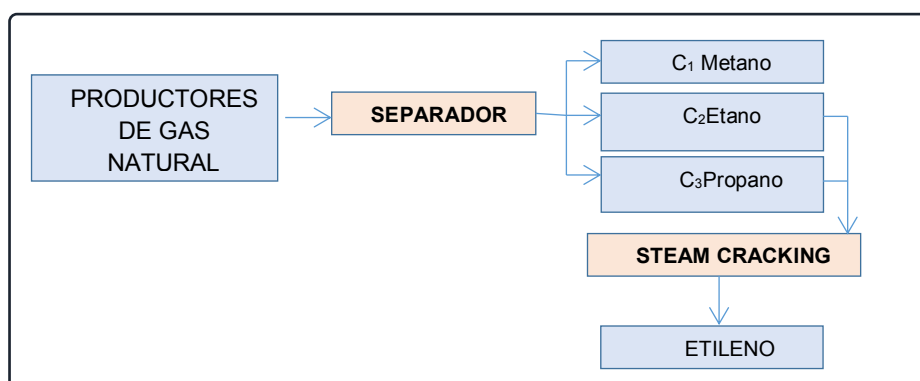 PRODUCTORES
DE GAS
NATURAL
SEPARADOR
C₁ Metano
C₂Etano
C₃Propano
STEAM CRACKING
ETILENO